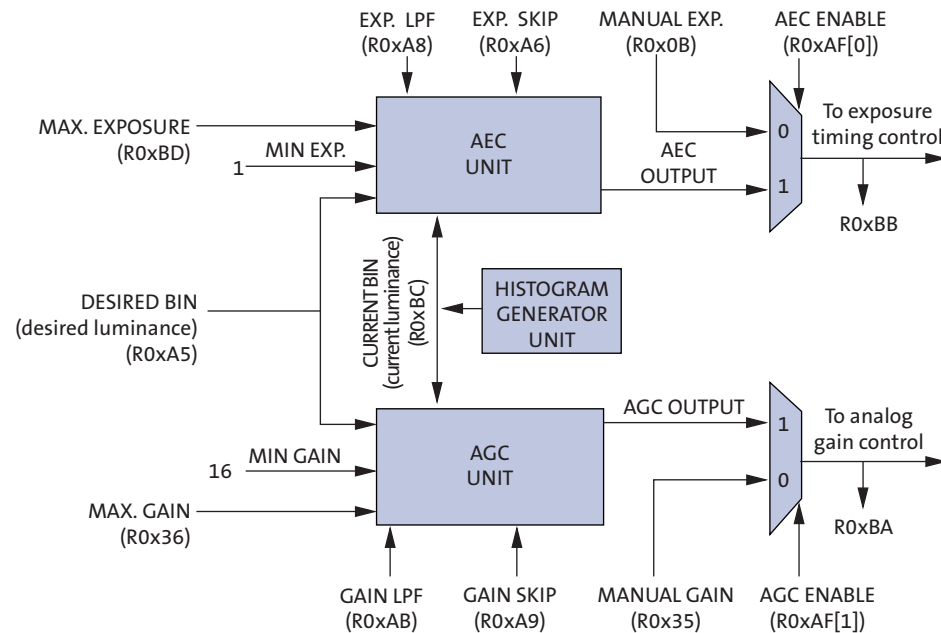 EXP. LPF
(R0xA8)
EXP. SKIP
(R0xA6)
MANUAL EXP.
(R0x0B)
AEC ENABLE
(R0xAF[0])
MAX. EXPOSURE
(R0xBD)
1
MIN EXP.
AEC
UNIT
AEC
OUTPUT
0
1
To exposure
timing control
R0xBB
DESIRED BIN
(desired luminance)
(R0xA5)
CURRENT BIN
(current luminance)
(R0xBC)
HISTOGRAM
GENERATOR
UNIT
16
MIN GAIN
MAX. GAIN
(R0x36)
AGC
UNIT
AGC OUTPUT
1
0
To analog
gain control
R0xBA
GAIN LPF
(R0xAB)
GAIN SKIP
(R0xA9)
MANUAL GAIN
(R0x35)
AGC ENABLE
(R0xAF[1])